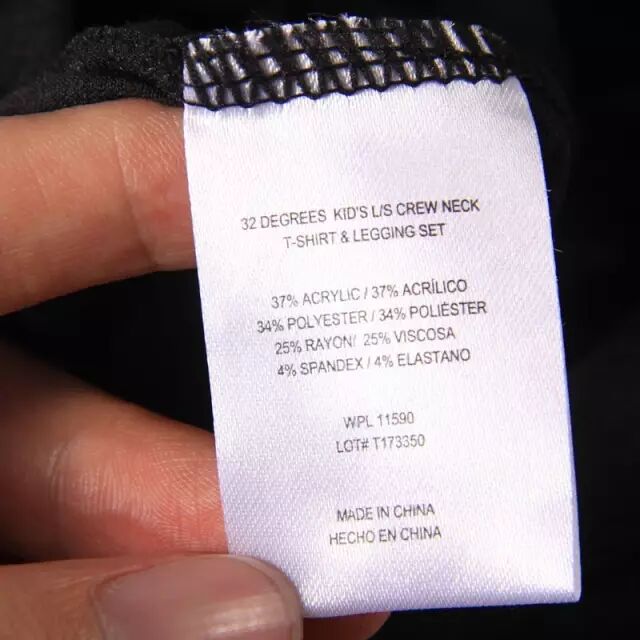 32 DEGREES KID'S L/S CREW NECK
T-SHIRT & LEGGING SET
37% ACRYLIC / 37% ACRÍLICO
34% POLYESTER / 34% POLIÉSTER
25% RAYON/ 25% VISCOSA
4% SPANDEX / 4% ELASTANO
WPL 11590
LOT# T173350
MADE IN CHINA
HECHO EN CHINA